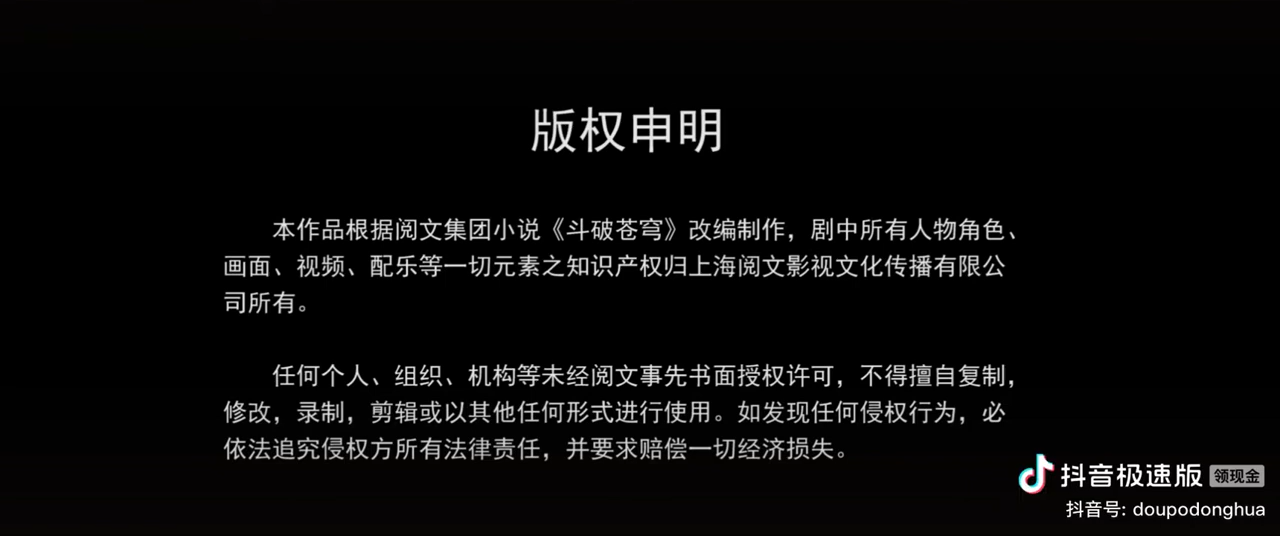 版权申明
本作品根据阅文集团小说《斗破苍穹》改编制作，剧中所有人物角色、
画面、视频、配乐等一切元素之知识产权归上海阅文影视文化传播有限公
司所有。
任何个人、组织、机构等未经阅文事先书面授权许可，不得擅自复制，
修改，录制，剪辑或以其他任何形式进行使用。如发现任何侵权行为，必
依法追究侵权方所有法律责任，并要求赔偿一切经济损失。
抖音极速版 领现金
抖音号: doupodonghua